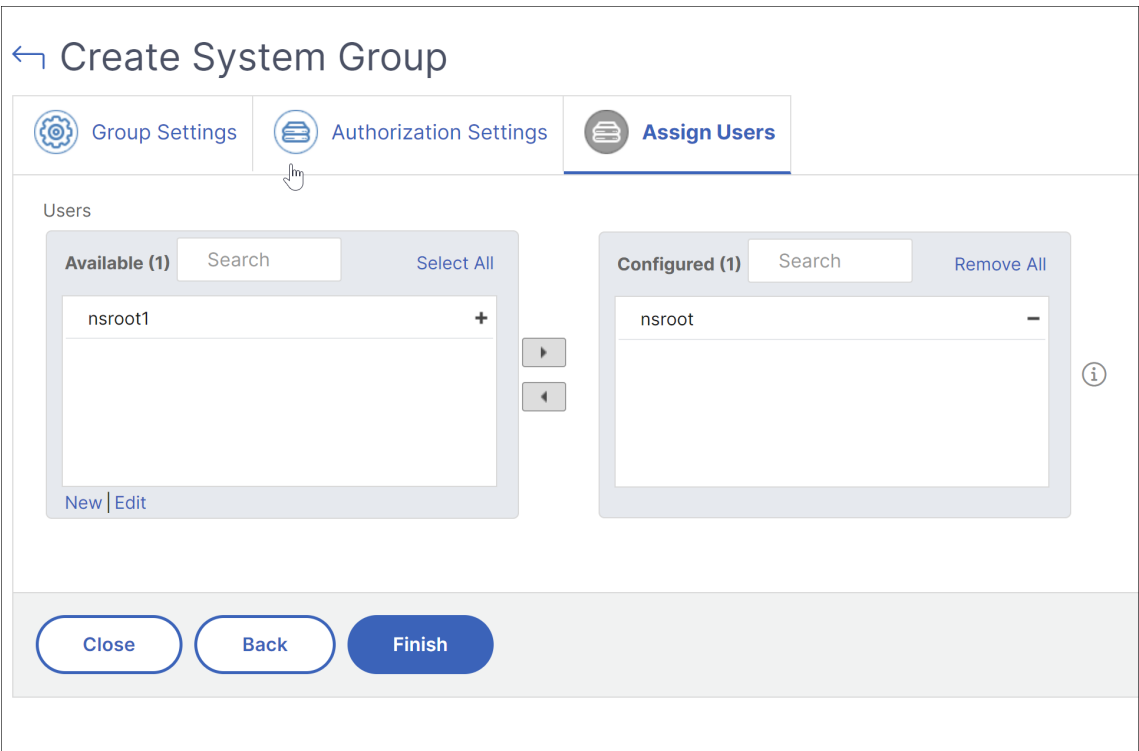 Create System Group
Group Settings
Authorization Settings
Assign Users
Users
Available (1)
Search
Select All
nsroot1
New | Edit
Configured (1)
Search
Remove All
nsroot
Close
Back
Finish